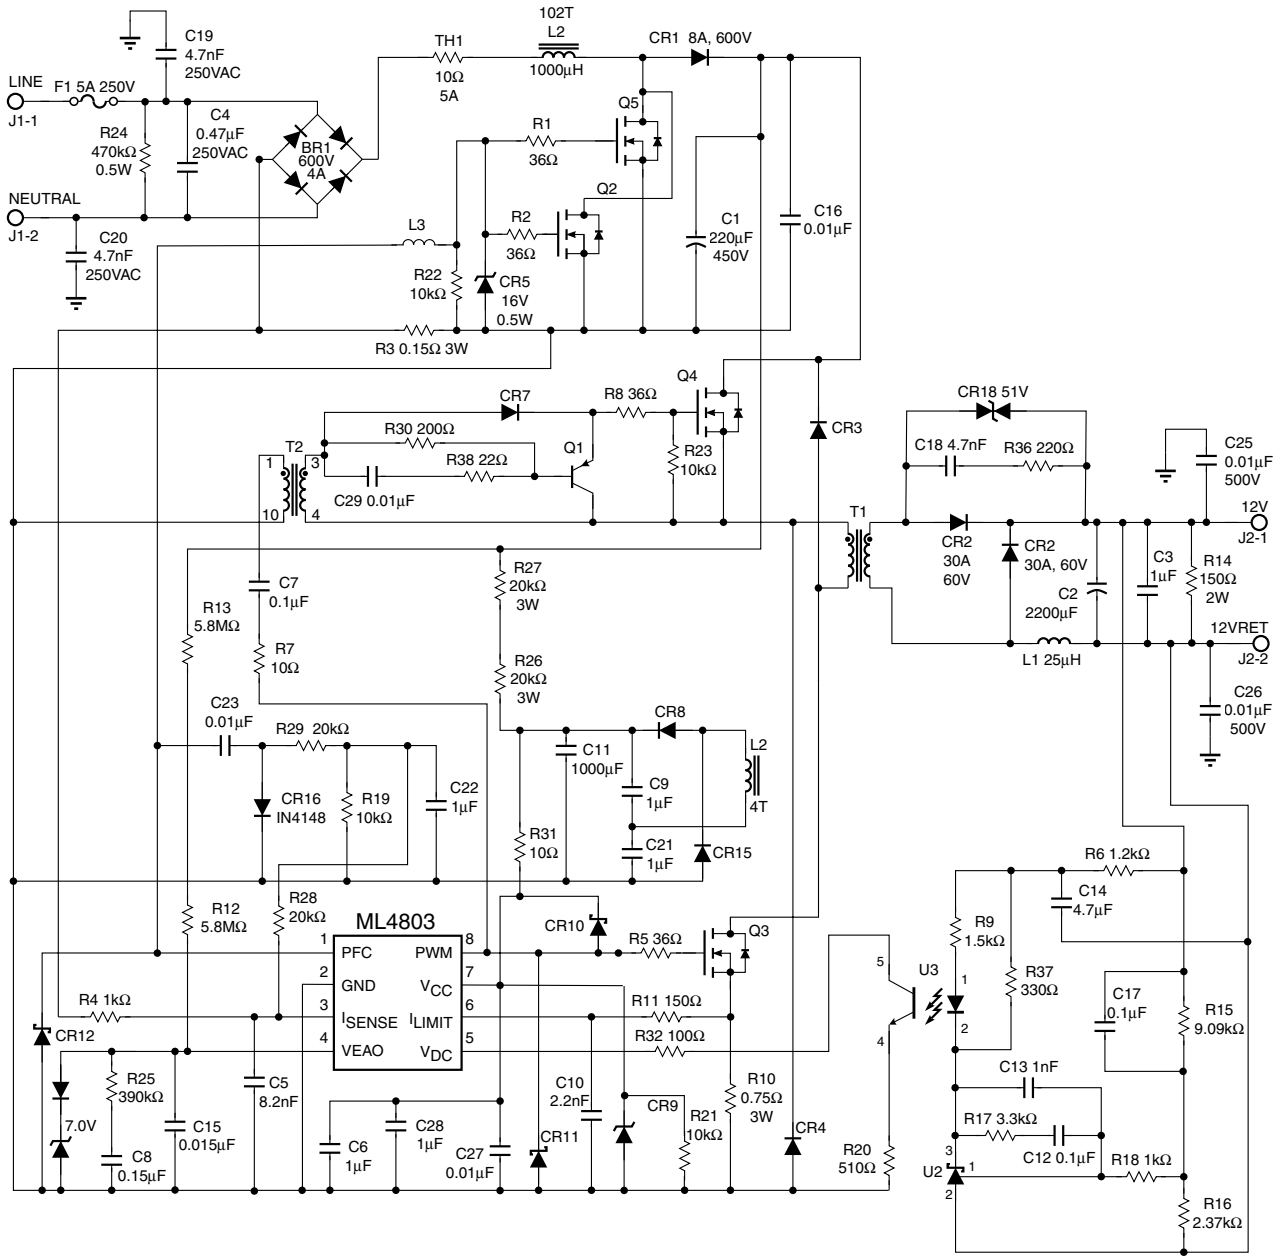 102T
L2
1000µH
C19
4.7nF
250VAC
TH1
10Ω
5A
CR1 8A, 600V
LINE
J1-1
F1 5A 250V
R24
470kΩ
0.5W
C4
0.47µF
250VAC
BR1
600V
4A
Q5
R1
36Ω
NEUTRAL
J1-2
C20
4.7nF
250VAC
L3
Q2
R2
36Ω
R22
10kΩ
CR5
16V
0.5W
C1
220µF
450V
C16
0.01µF
R3 0.15Ω 3W
CR7
R8 36Ω
Q4
CR3
CR18 51V
C18 4.7nF
R36 220Ω
C25
0.01µF
500V
T2
1
3
10
4
R30 200Ω
R38 22Ω
C29 0.01µF
Q1
R23
10kΩ
T1
CR2
30A
60V
CR2
30A, 60V
C2
2200µF
C3
1µF
R14
150Ω
2W
12V
J2-1
12VRET
J2-2
L1 25µH
C26
0.01µF
500V
R13
5.8MΩ
C7
0.1µF
R7
10Ω
R27
20kΩ
3W
R26
20kΩ
3W
C23
0.01µF
R29 20kΩ
CR16
IN4148
R19
10kΩ
C22
1µF
C11
1000µF
CR8
L2
4T
C9
1µF
C21
1µF
CR15
R31
10Ω
R12
5.8MΩ
R28
20kΩ
ML4803
1
PFC
PWM
8
2
GND
VCC
7
3
ISENSE
ILIMIT
6
4
VEAO
VDC
5
CR10
R5 36Ω
Q3
R4 1kΩ
CR12
R11 150Ω
R32 100Ω
R25
390kΩ
7.0V
C8
0.15µF
C15
0.015µF
C5
8.2nF
C6
1µF
C28
1µF
C27
0.01µF
CR11
C10
2.2nF
CR9
R21
10kΩ
R10
0.75Ω
3W
CR4
R20
510Ω
5
4
U3
1
2
R9
1.5kΩ
R37
330Ω
R6 1.2kΩ
C14
4.7µF
C17
0.1µF
R15
9.09kΩ
C13 1nF
R17 3.3kΩ
C12 0.1µF
3
U2
1
2
R18 1kΩ
R16
2.37kΩ